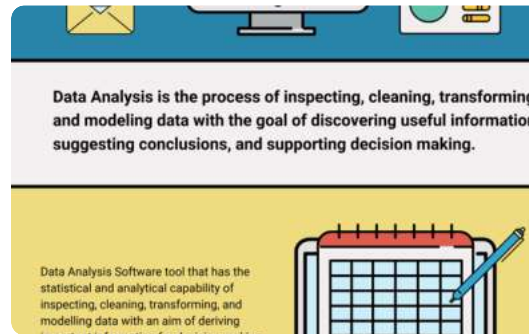 Data Analysis is the process of inspecting, cleaning, transforming
and modeling data with the goal of discovering useful information
suggesting conclusions, and supporting decision making.
Data Analysis Software tool that has the
statistical and analytical capability of
inspecting, cleaning, transforming, and
modelling data with an aim of deriving